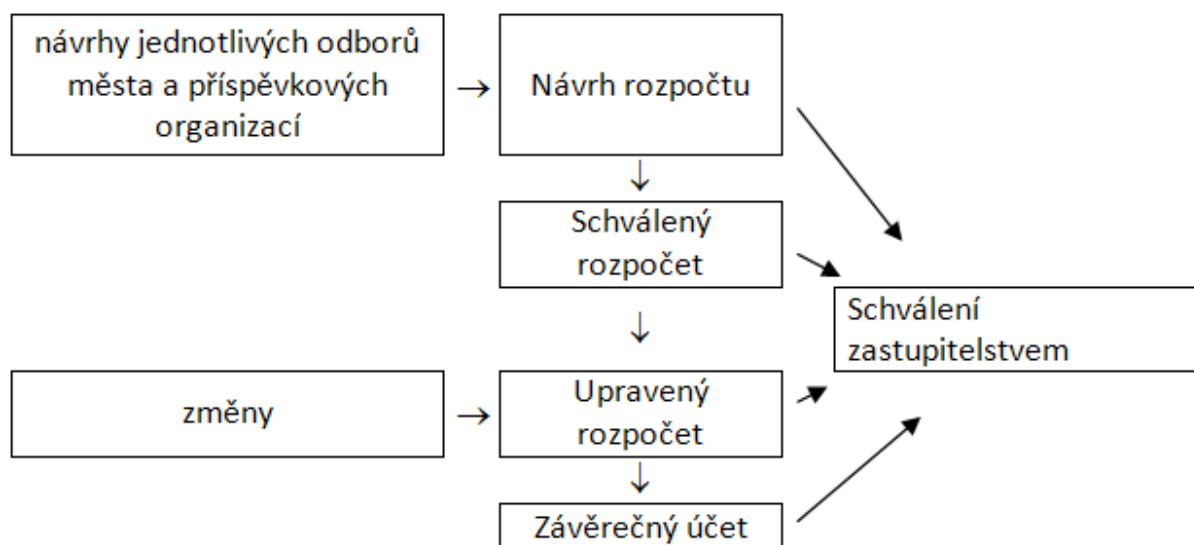 návrhy jednotlivých odborů
města a příspěvkových
organizací
→
Návrh rozpočtu
↓
Schválený
rozpočet
↓
Schválení
zastupitelstvem
změny
→
Upravený
rozpočet
↓
Závěrečný účet